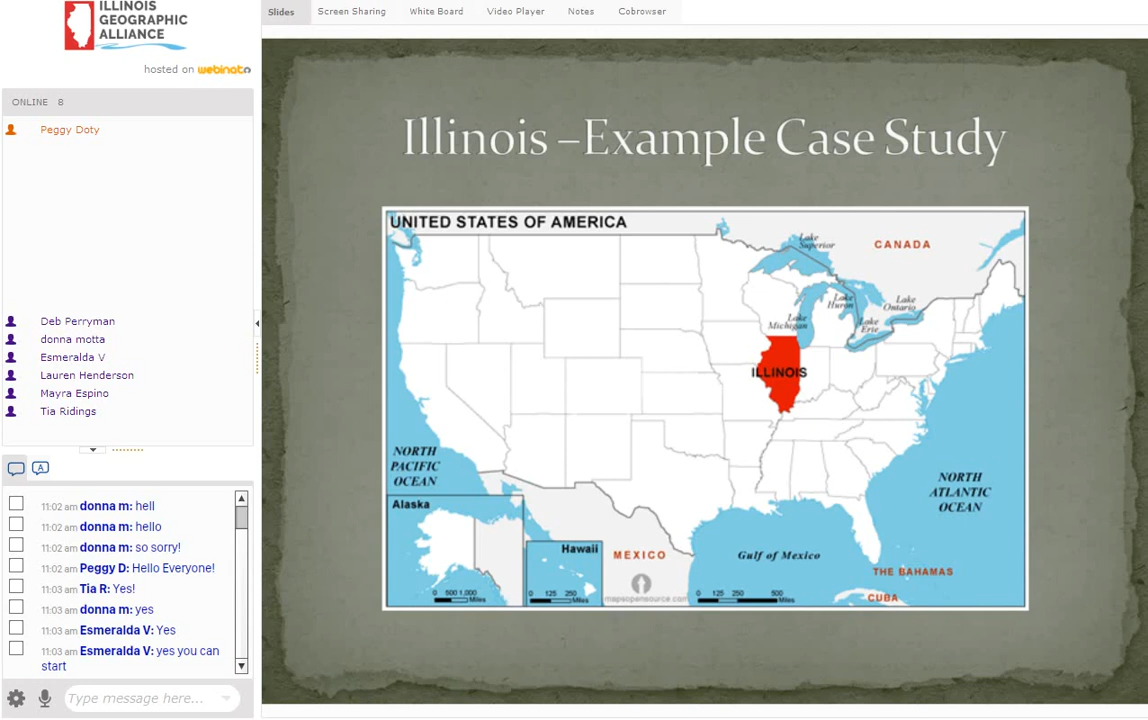 ILLINOIS
GEOGRAPHIC
ALLIANCE
hosted on webinato
ONLINE 8
Peggy Doty
Deb Perryman
donna motta
Esmeralda V
Lauren Henderson
Mayra Espino
Tia Ridings
A
11:02 am donna m: hell
11:02 am donna m: hello
11:02 am donna m: so sorry!
11:02 am Peggy D: Hello Everyone!
11:03 am Tia R: Yes!
11:03 am donna m: yes
11:03 am Esmeralda V: Yes
11:03 am Esmeralda V: yes you can
start
Type message here...
Slides Screen Sharing White Board Video Player Notes Cobrowser
Illinois –Example Case Study
UNITED STATES OF AMERICA
CANADA
Lake
Superior
Lake
Huron
Lake
Ontario
Lake
Michigan
Lake
Erie
ILLINOIS
NORTH
PACIFIC
OCEAN
NORTH
ATLANTIC
OCEAN
Alaska
0 500 1,000
Miles
Hawaii
0 125 250
Miles
MEXICO
mapsopensource.com
Gulf of Mexico
0 125 250 500
Miles
THE BAHAMAS
CUBA